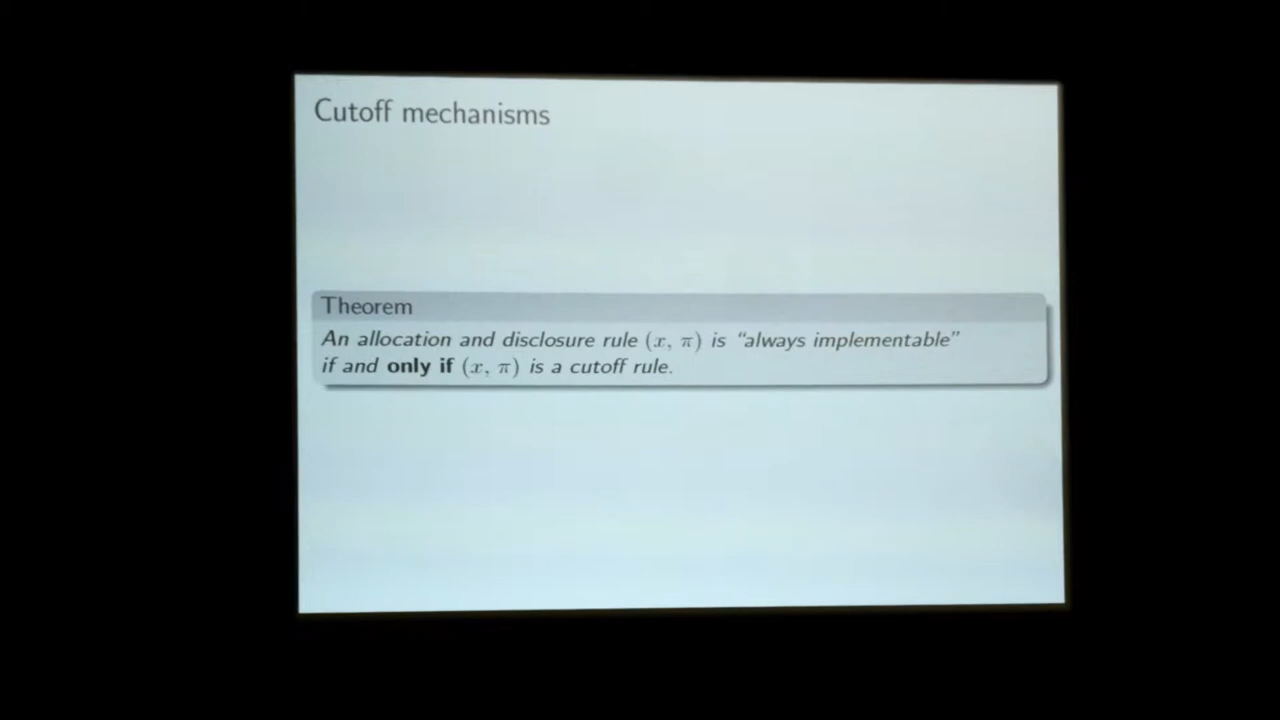 Cutoff mechanisms
Theorem
An allocation and disclosure rule (x, π) is “always implementable”
if and only if (x, π) is a cutoff rule.